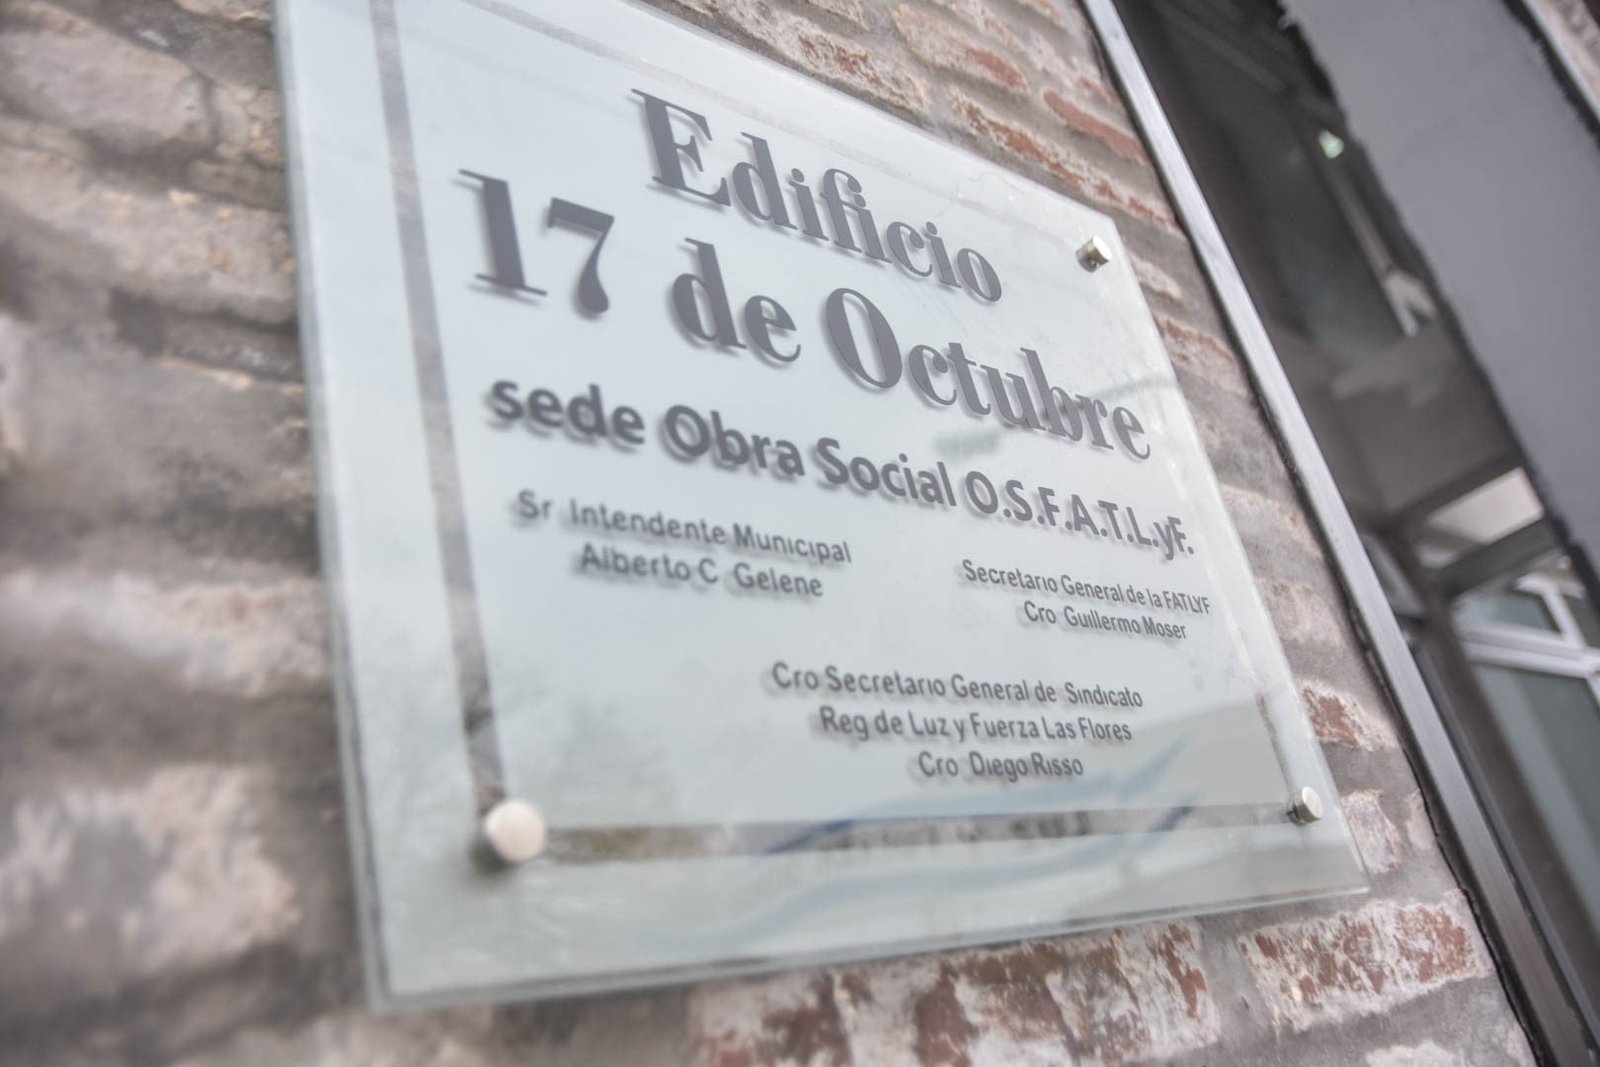 Edificio
17 de Octubre
sede Obra Social O.S.F.A.T.L.yF.
Sr Intendente Municipal
Alberto C Gelene
Secretario General de la FATLYF
Cro Guillermo Moser
Cro Secretario General de Sindicato
Reg de Luz y Fuerza Las Flores
Cro Diego Risso